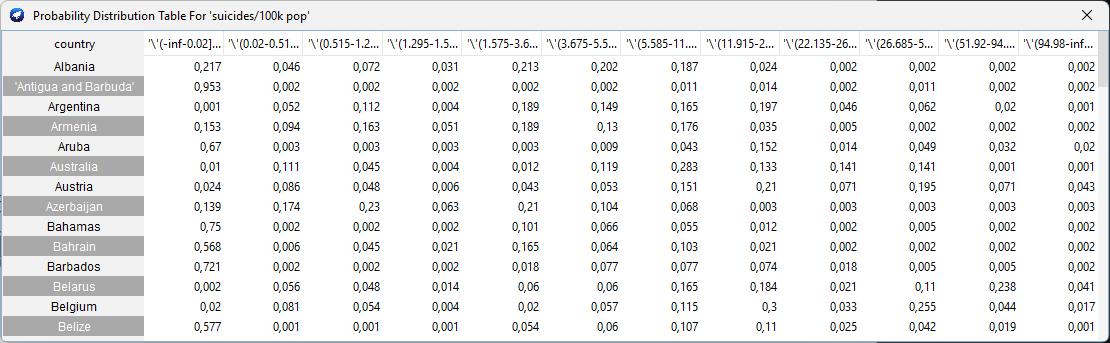 Probability Distribution Table For 'suicides/100k pop'
country '\'(-inf-0.02]... '\'(0.02-0.51... '\'(0.515-1.2... '\'(1.295-1.5... '\'(1.575-3.6... '\'(3.675-5.5... '\'(5.585-11.... '\'(11.915-2... '\'(22.135-26... '\'(26.685-5... '\'(51.92-94.... '\'(94.98-inf...
Albania 0,217 0,046 0,072 0,031 0,213 0,202 0,187 0,024 0,002 0,002 0,002 0,002
'Antigua and Barbuda' 0,953 0,002 0,002 0,002 0,002 0,002 0,011 0,014 0,002 0,011 0,002 0,002
Argentina 0,001 0,052 0,112 0,004 0,189 0,149 0,165 0,197 0,046 0,062 0,02 0,001
Armenia 0,153 0,094 0,163 0,051 0,189 0,13 0,176 0,035 0,005 0,002 0,002 0,002
Aruba 0,67 0,003 0,003 0,003 0,003 0,009 0,043 0,152 0,014 0,049 0,032 0,02
Australia 0,01 0,111 0,045 0,004 0,012 0,119 0,283 0,133 0,141 0,141 0,001 0,001
Austria 0,024 0,086 0,048 0,006 0,043 0,053 0,151 0,21 0,071 0,195 0,071 0,043
Azerbaijan 0,139 0,174 0,23 0,063 0,21 0,104 0,068 0,003 0,003 0,003 0,003 0,003
Bahamas 0,75 0,002 0,002 0,002 0,101 0,066 0,055 0,012 0,002 0,005 0,002 0,002
Bahrain 0,568 0,006 0,045 0,021 0,165 0,064 0,103 0,021 0,002 0,002 0,002 0,002
Barbados 0,721 0,002 0,002 0,002 0,018 0,077 0,077 0,074 0,018 0,005 0,005 0,002
Belarus 0,002 0,056 0,048 0,014 0,06 0,06 0,165 0,184 0,021 0,11 0,238 0,041
Belgium 0,02 0,081 0,054 0,004 0,02 0,057 0,115 0,3 0,033 0,255 0,044 0,017
Belize 0,577 0,001 0,001 0,001 0,054 0,06 0,107 0,11 0,025 0,042 0,019 0,001